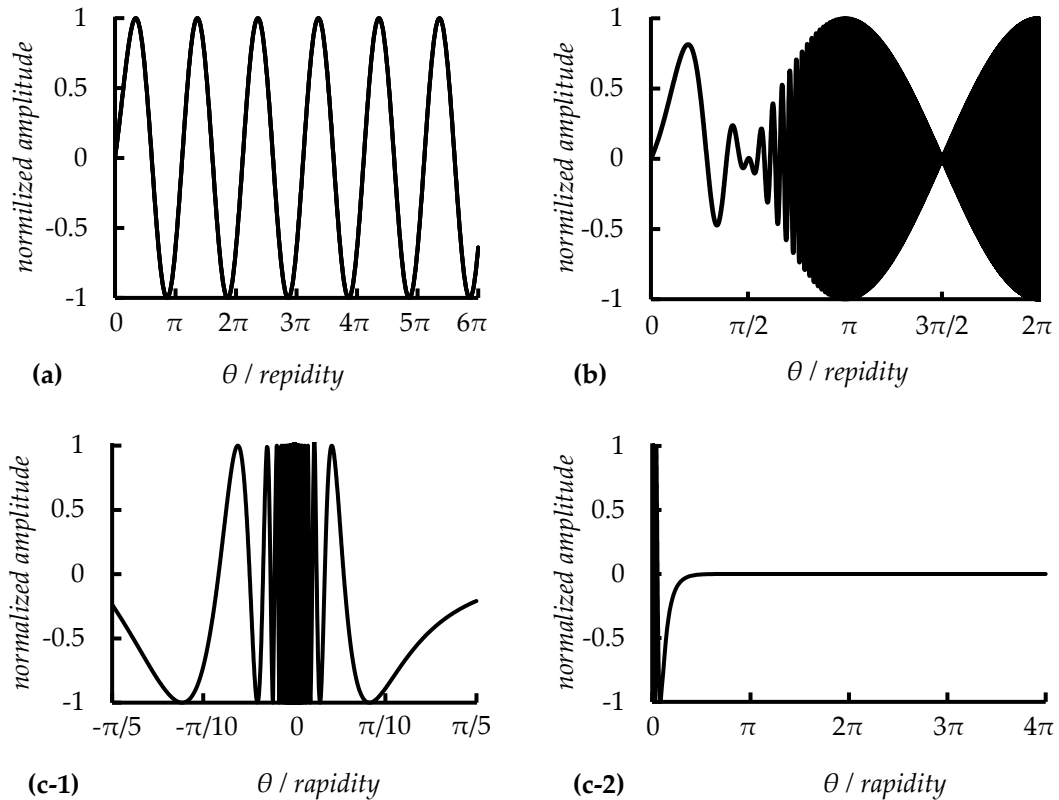 1
0.5
0
-0.5
-1
normilized amplitude
0 π 2π 3π 4π 5π 6π
(a) θ / repidity
1
0.5
0
-0.5
-1
normilized amplitude
0 π/2 π 3π/2 2π
(b) θ / repidity
1
0.5
0
-0.5
-1
normalized amplitude
-π/5 -π/10 0 π/10 π/5
(c-1) θ / rapidity
1
0.5
0
-0.5
-1
normalized amplitude
0 π 2π 3π 4π
(c-2) θ / rapidity